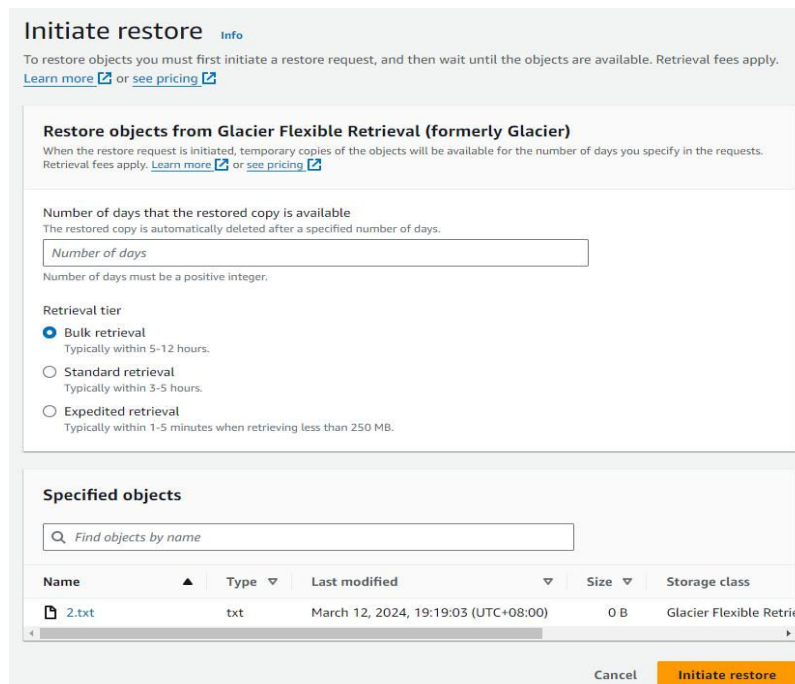 Initiate restore Info
To restore objects you must first initiate a restore request, and then wait until the objects are available. Retrieval fees apply.
Learn more or see pricing
Restore objects from Glacier Flexible Retrieval (formerly Glacier)
When the restore request is initiated, temporary copies of the objects will be available for the number of days you specify in the requests.
Retrieval fees apply. Learn more or see pricing
Number of days that the restored copy is available
The restored copy is automatically deleted after a specified number of days.
Number of days
Number of days must be a positive integer.
Retrieval tier
Bulk retrieval
Typically within 5-12 hours.
Standard retrieval
Typically within 3-5 hours.
Expedited retrieval
Typically within 1-5 minutes when retrieving less than 250 MB.
Specified objects
Find objects by name
Name Type Last modified Size Storage class
2.txt txt March 12, 2024, 19:19:03 (UTC+08:00) 0 B Glacier Flexible Retrie
Cancel Initiate restore